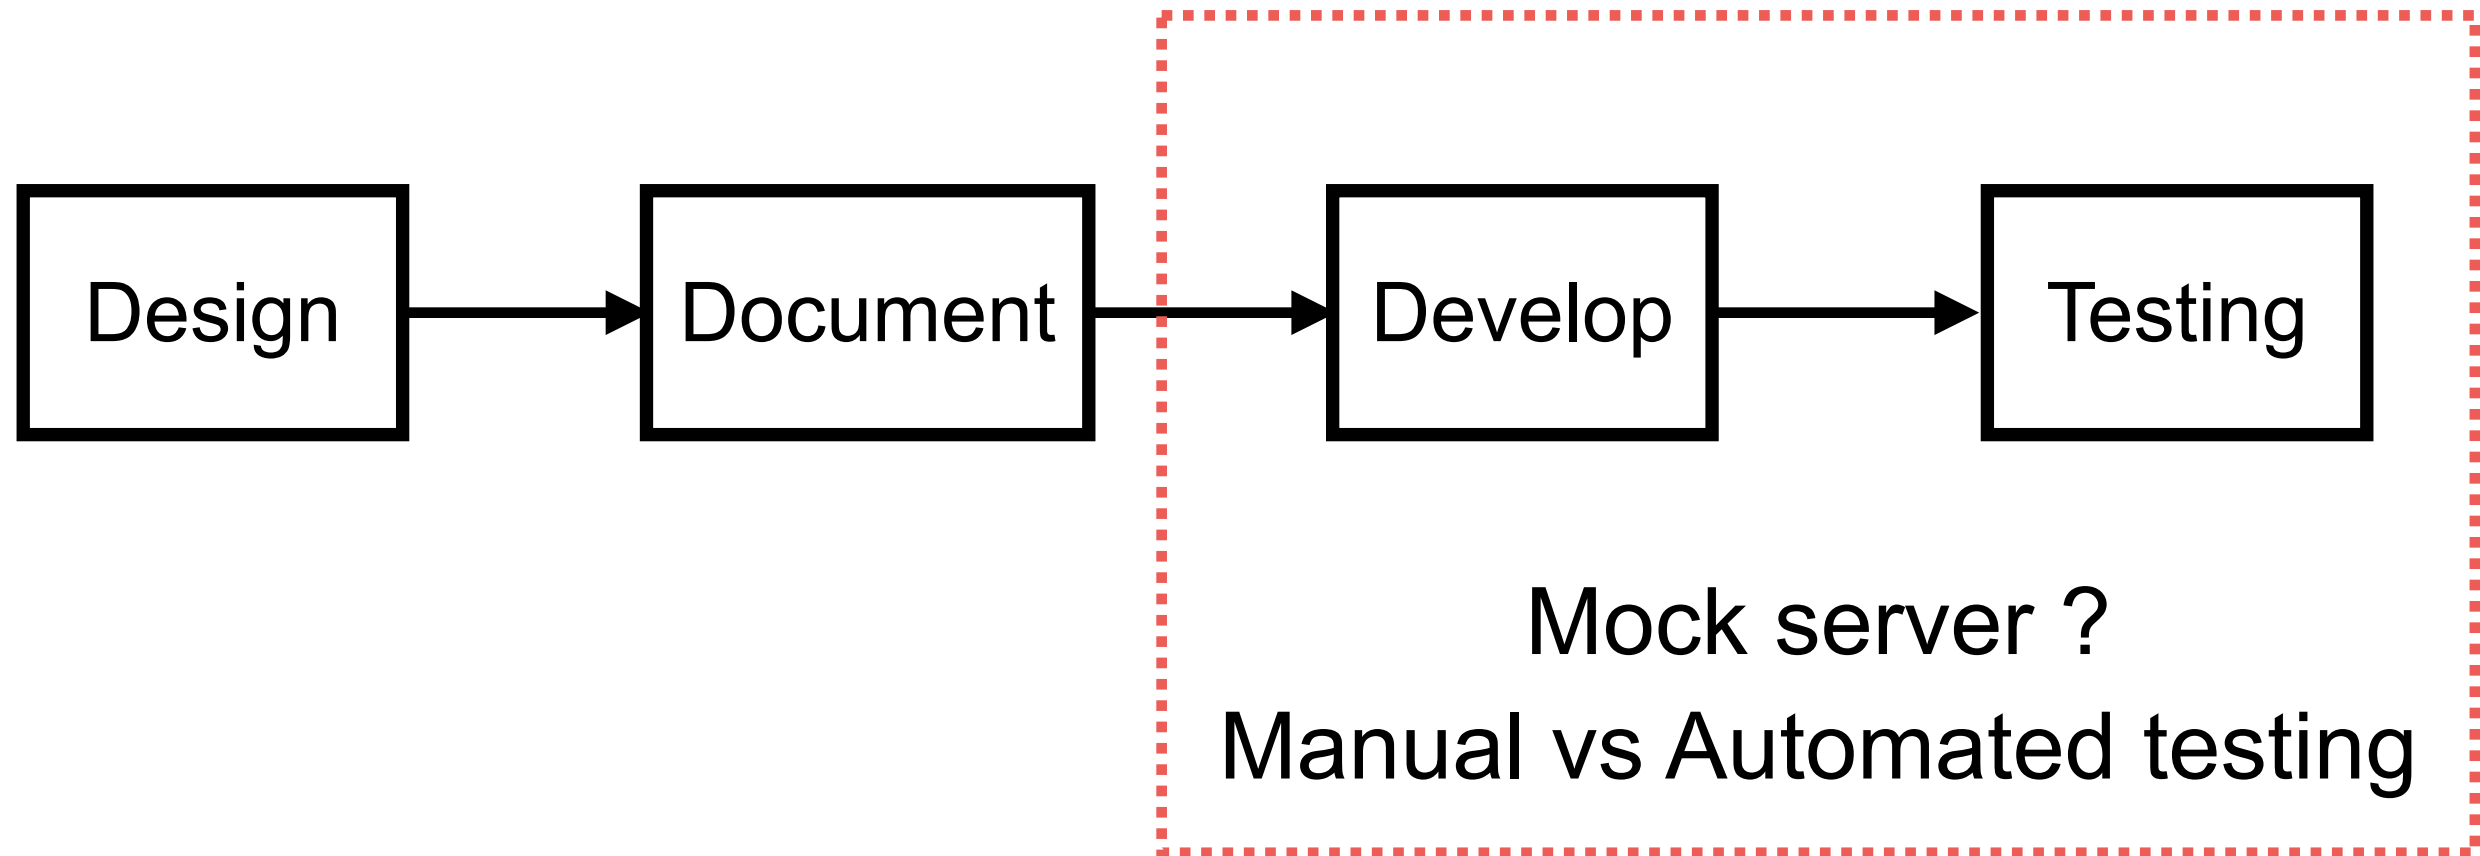 Design
Document
Develop
Testing
Mock server ?
Manual vs Automated testing